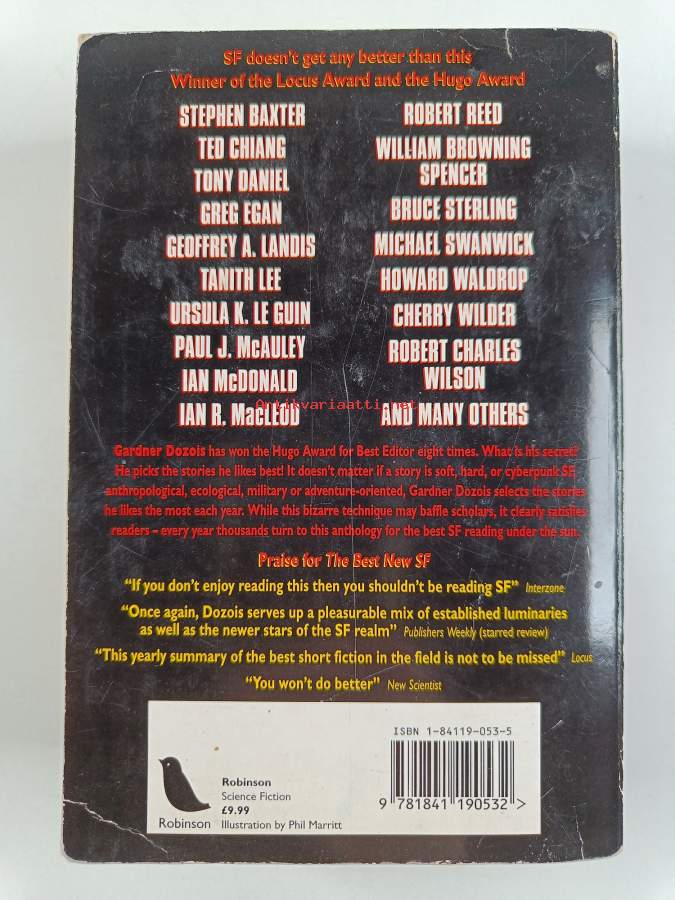 SF doesn't get any better than this
Winner of the Locus Award and the Hugo Award
STEPHEN BAXTER
TED CHIANG
TONY DANIEL
GREG EGAN
GEOFFREY A. LANDIS
TANITH LEE
URSULA K. LE GUIN
PAUL J. McAULEY
IAN McDONALD
IAN R. MacLEOD
ROBERT REED
WILLIAM BROWNING
SPENCER
BRUCE STERLING
MICHAEL SWANWICK
HOWARD WALDROP
CHERRY WILDER
ROBERT CHARLES
WILSON
AND MANY OTHERS
Antikvariaatti.net
Gardner Dozois has won the Hugo Award for Best Editor eight times. What is his secret?
He picks the stories he likes best! It doesn't matter if a story is soft, hard, or cyberpunk SF,
anthropological, ecological, military or adventure-oriented, Gardner Dozois selects the stories
he likes the most each year. While this bizarre technique may baffle scholars, it clearly satisfies
readers – every year thousands turn to this anthology for the best SF reading under the sun.
Praise for The Best New SF
“If you don't enjoy reading this then you shouldn't be reading SF” Interzone
“Once again, Dozois serves up a pleasurable mix of established luminaries
as well as the newer stars of the SF realm” Publishers Weekly (starred review)
“This yearly summary of the best short fiction in the field is not to be missed” Locus
“You won't do better” New Scientist
ISBN 1-84119-053-5
9 781841 190532 >
Robinson
Robinson
Science Fiction
£9.99
Illustration by Phil Marritt